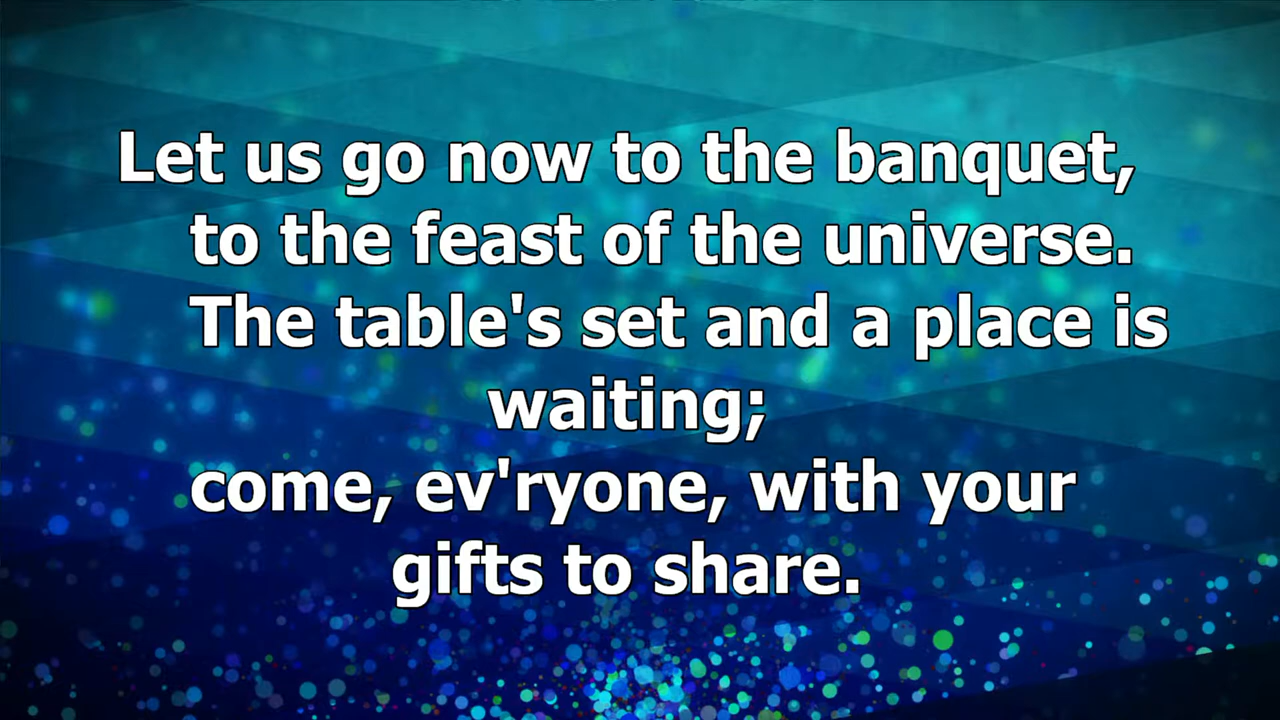 Let us go now to the banquet,
to the feast of the universe.
The table's set and a place is
waiting;
come, ev'ryone, with your
gifts to share.